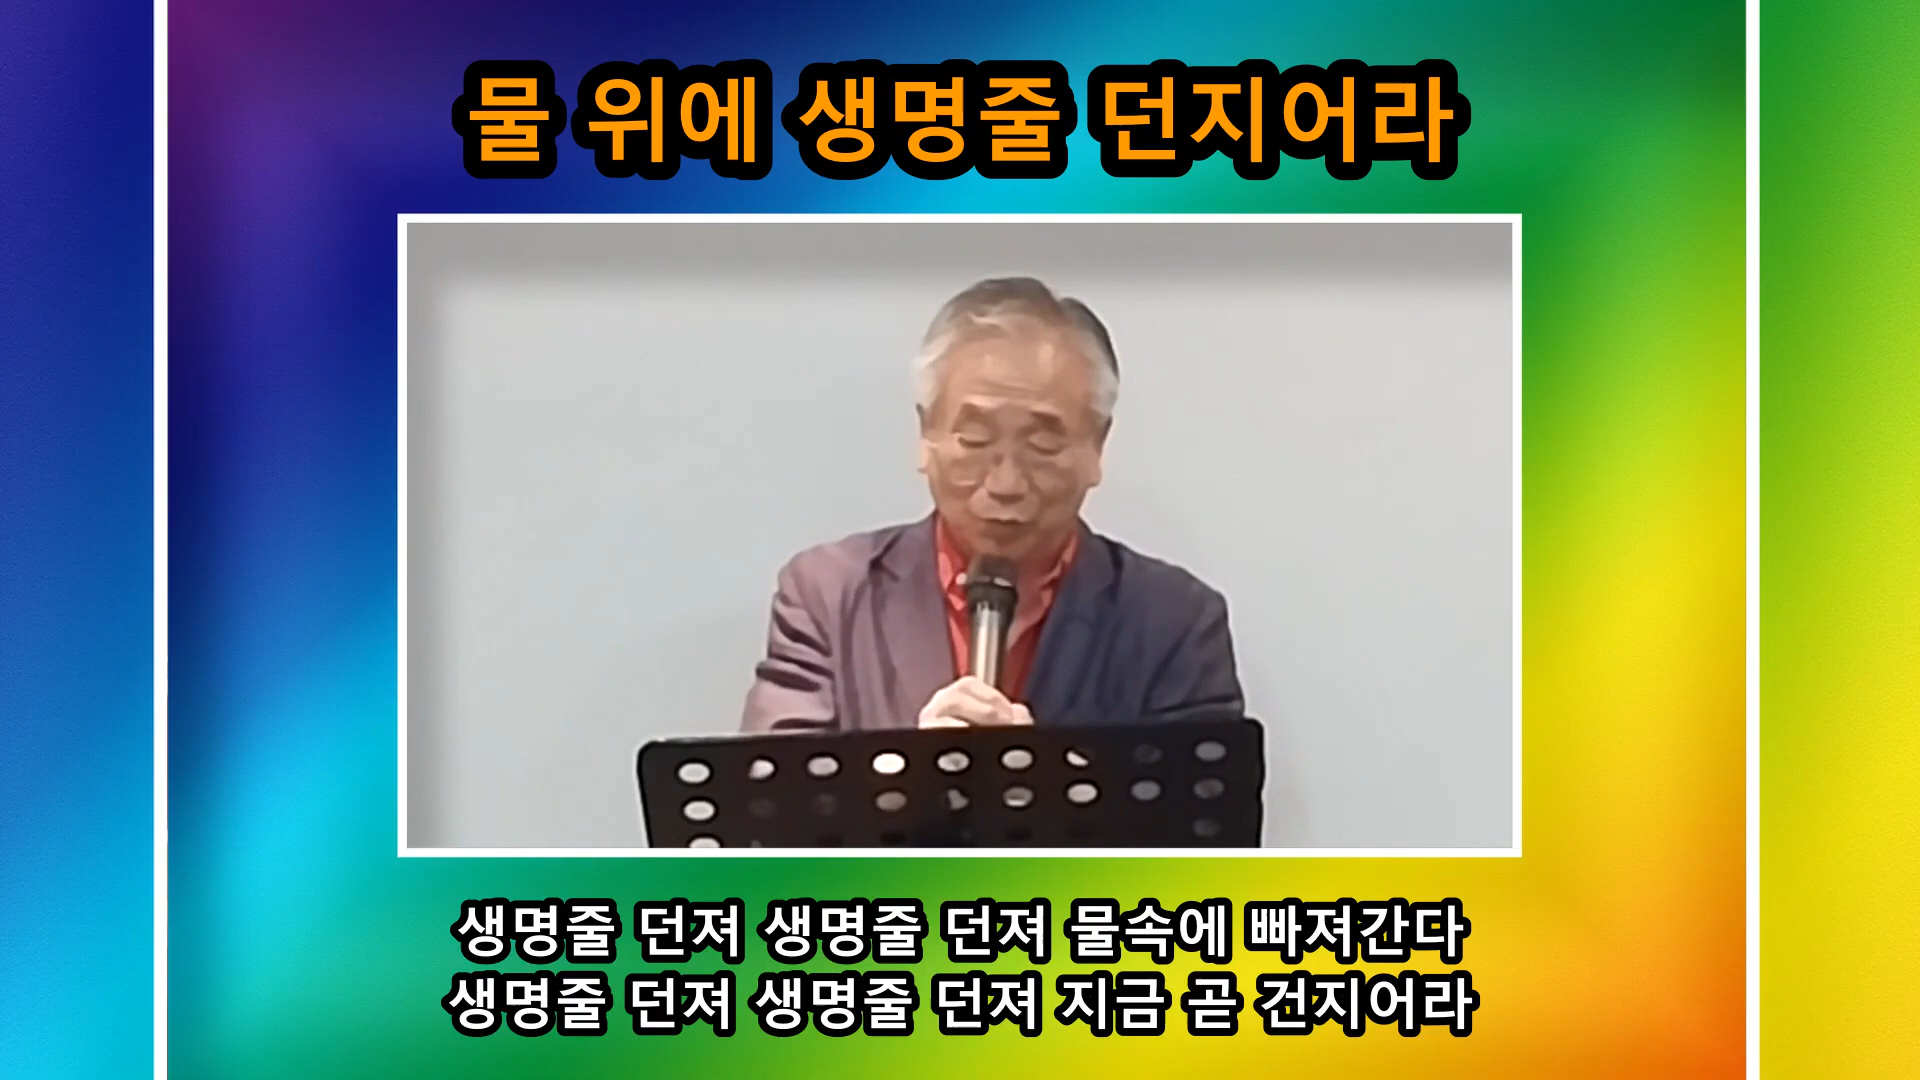 물 위에 생명줄 던지어라
생명줄 던져 생명줄 던져 물속에 빠져간다
생명줄 던져 생명줄 던져 지금 곧 건지어라